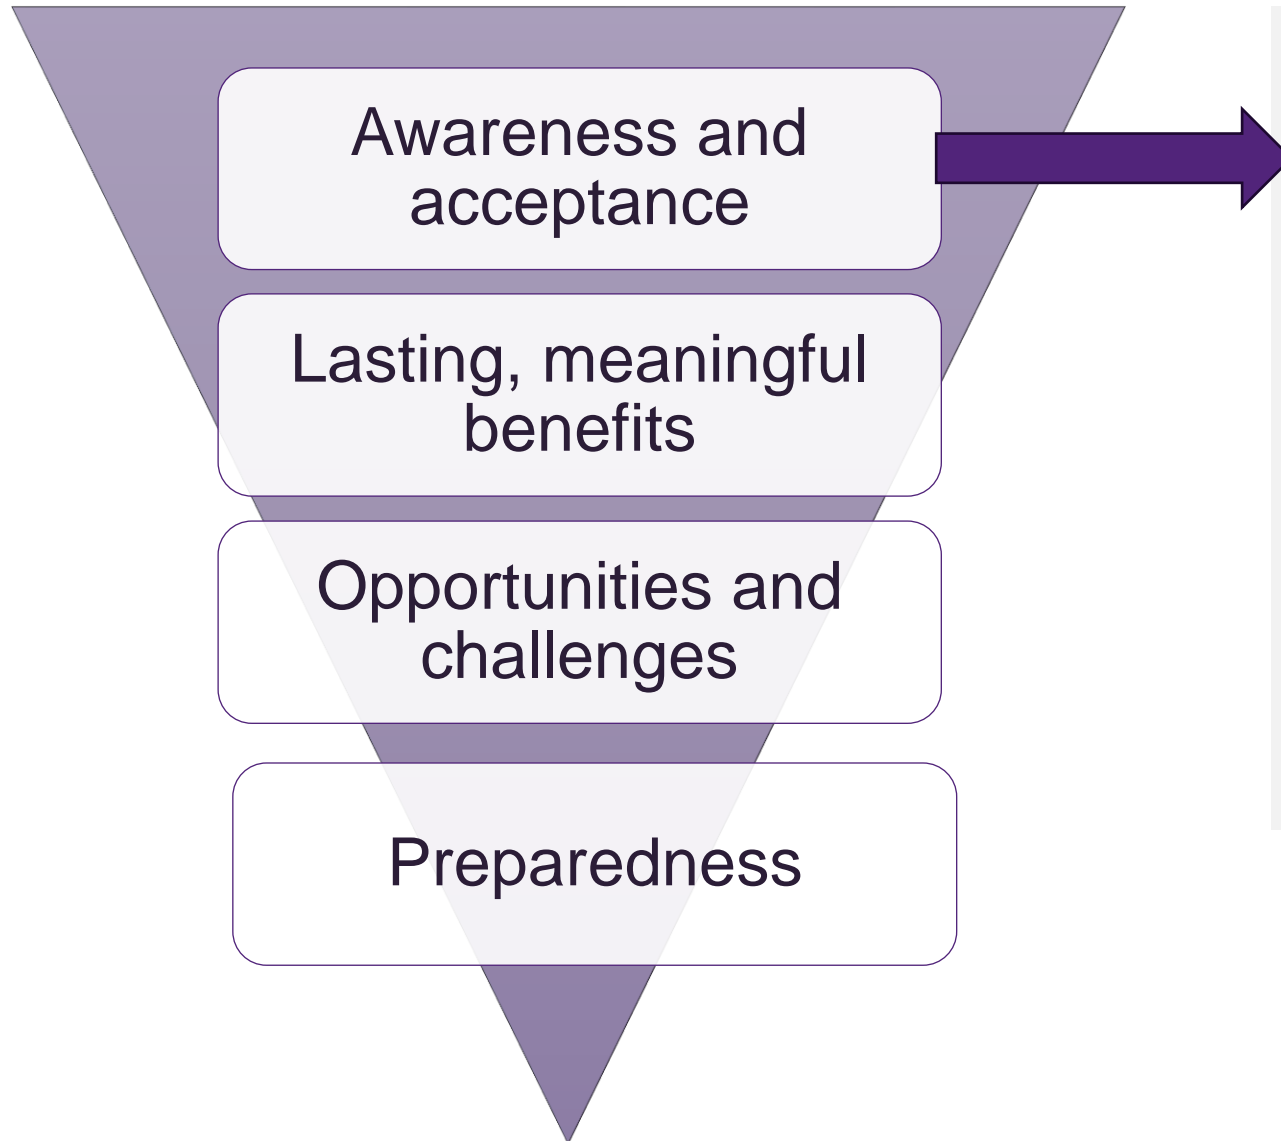 Awareness and
acceptance
Lasting, meaningful
benefits
Opportunities and
challenges
Preparedness